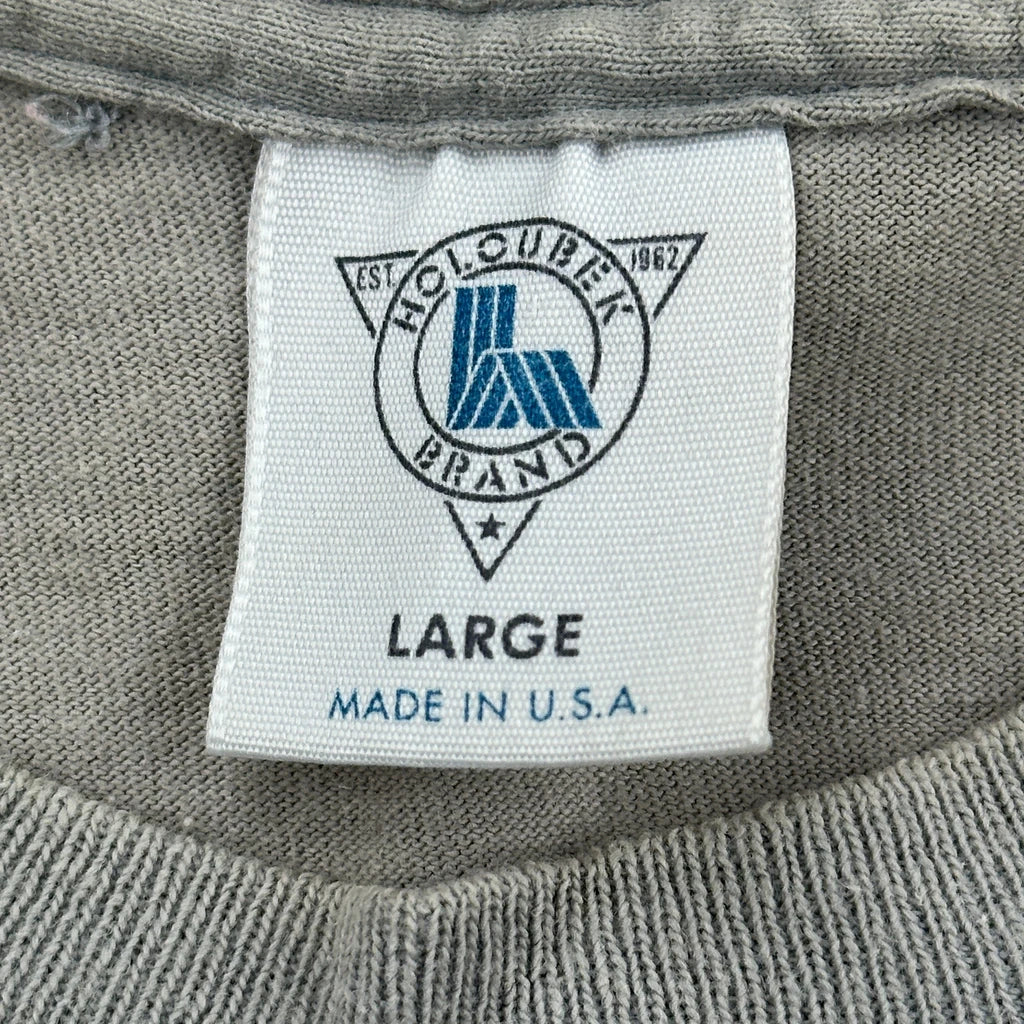 EST. 1962
HOLOUBEK
BRAND
LARGE
MADE IN U.S.A.